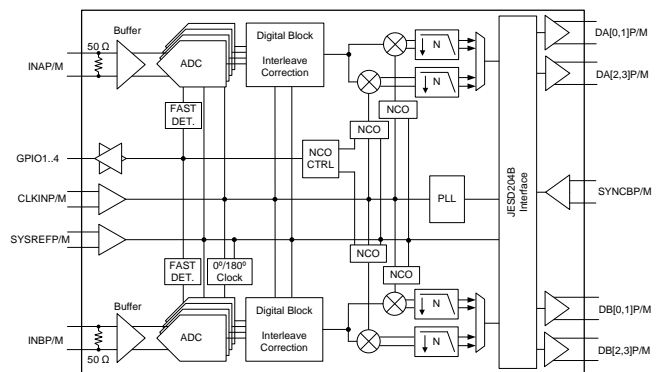 Buffer
50 Ω
INAP/M
ADC
Digital Block
Interleave
Correction
N
N
NCO
NCO
DA[0,1]P/M
DA[2,3]P/M
FAST
DET.
GPIO1..4
NCO
CTRL
CLKINP/M
PLL
JESD204B
Interface
SYNCBP/M
SYSREFP/M
FAST
DET.
0º/180º
Clock
NCO
NCO
Buffer
INBP/M
50 Ω
ADC
Digital Block
Interleave
Correction
N
N
DB[0,1]P/M
DB[2,3]P/M